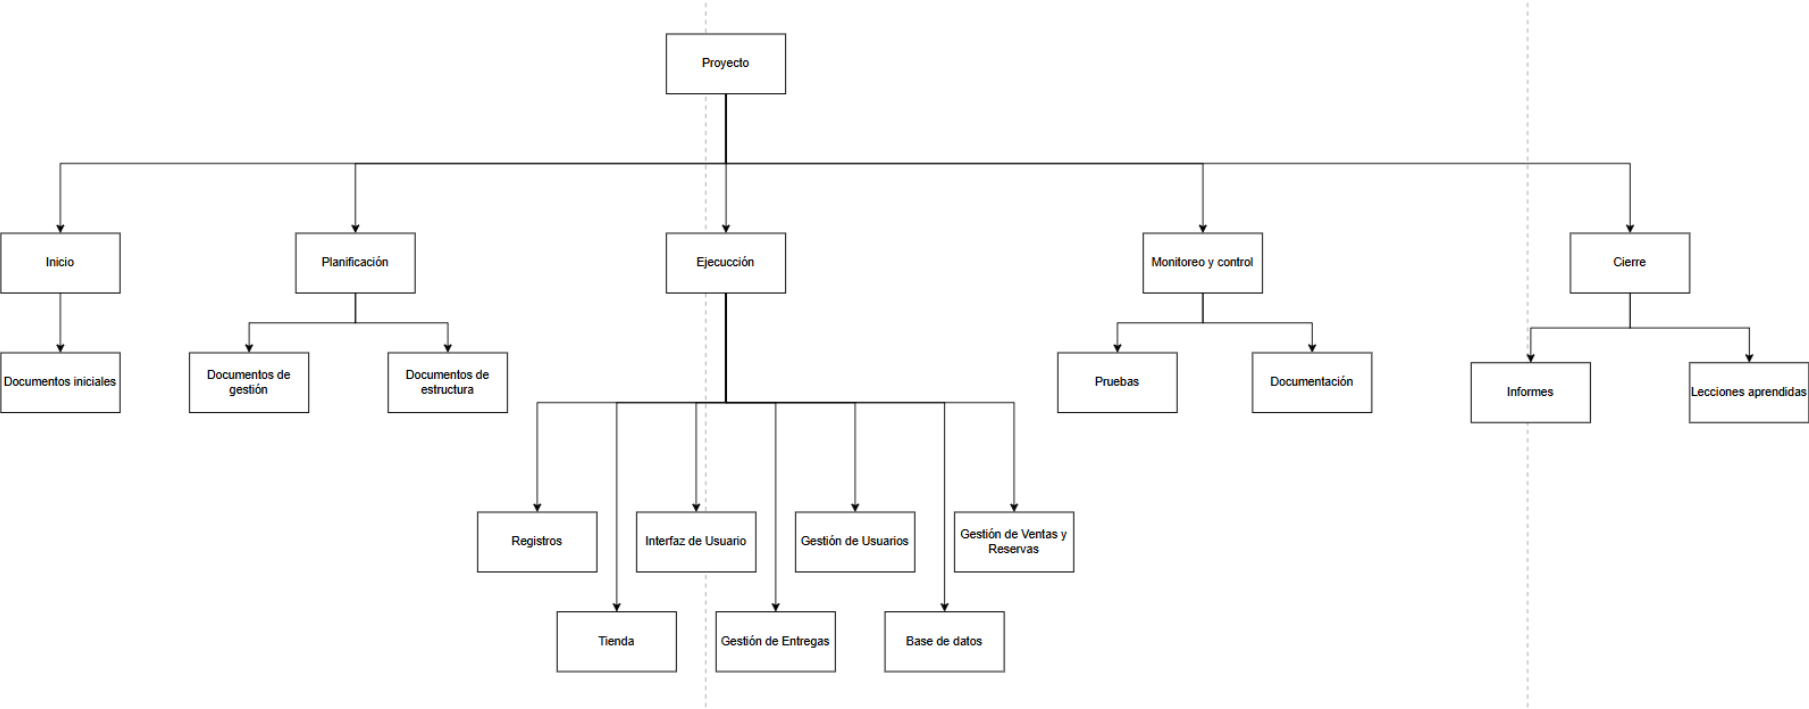 Proyecto
Inicio
Planificación
Ejecucción
Monitoreo y control
Cierre
Documentos iniciales
Documentos de
gestión
Documentos de
estructura
Pruebas
Documentación
Informes
Lecciones aprendidas
Registros
Interfaz de Usuario
Gestión de Usuarios
Gestión de Ventas y
Reservas
Tienda
Gestión de Entregas
Base de datos